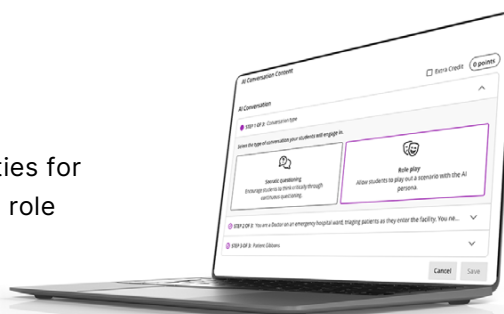 ties for
role
AI Conversation Content
Extra Credit
0 points
AI Conversation
STEP 1 OF 3: Conversation type
Select the type of conversation your students will engage in.
Socratic questioning
Encourage students to think critically through
continuous questioning.
Role play
Allow students to play out a scenario with the AI
persona.
STEP 2 OF 3: You are a Doctor on an emergency hospital ward, triaging patients as they enter the facility. You ne...
STEP 3 OF 3: Patient Gibbons
Cancel
Save